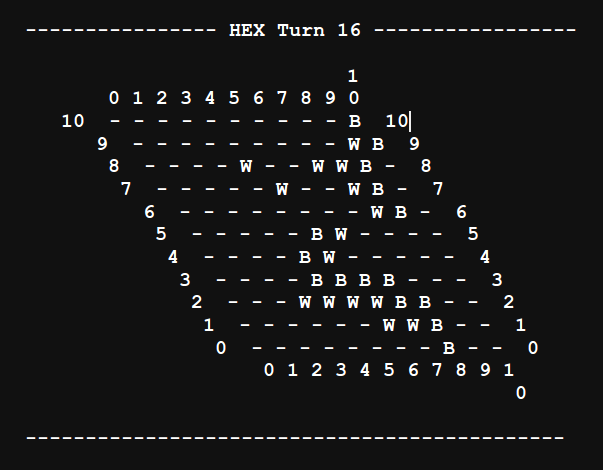 ---------------- HEX Turn 16 -----------------
1
0 1 2 3 4 5 6 7 8 9 0
10 - - - - - - - - - - B 10
9 - - - - - - - - - W B 9
8 - - - - W - - W W B - 8
7 - - - - - W - - W B - 7
6 - - - - - - - - W B - 6
5 - - - - - B W - - - - 5
4 - - - - B W - - - - - 4
3 - - - - B B B B - - - 3
2 - - - W W W W B B - - 2
1 - - - - - - W W B - - 1
0 - - - - - - - - B - - 0
0 1 2 3 4 5 6 7 8 9 1
0
---------------------------------------------